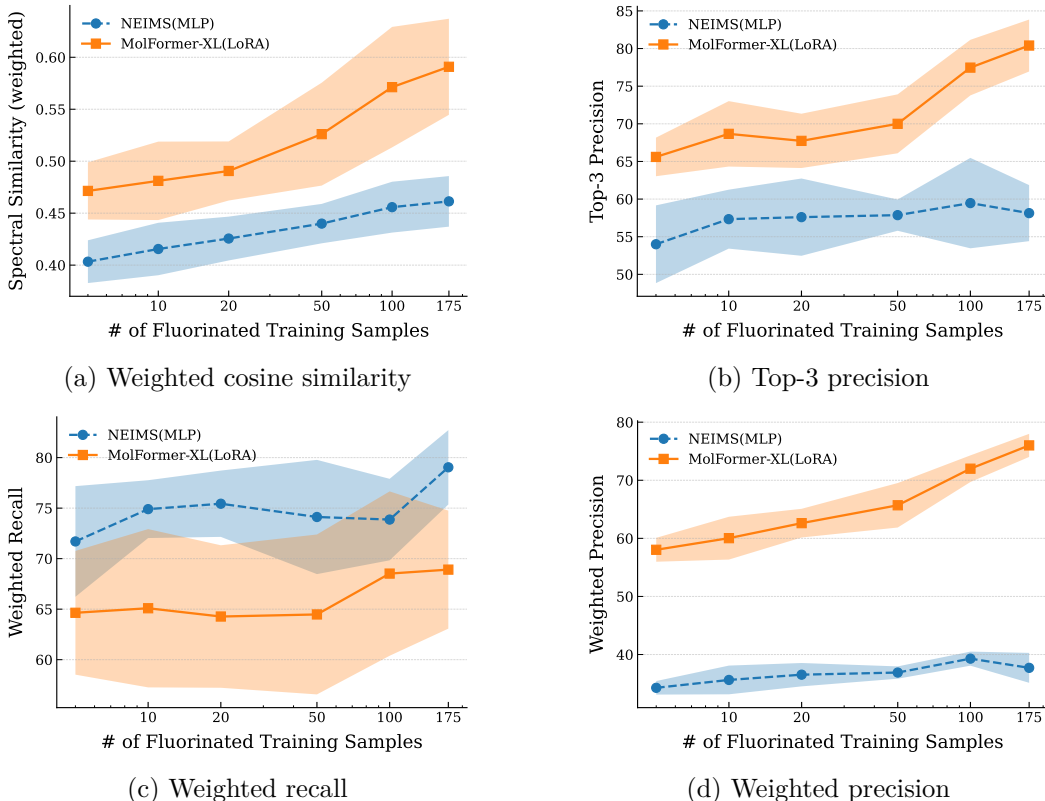 NEIMS(MLP)
MolFormer-XL(LoRA)
Spectral Similarity (weighted)
0.60
0.55
0.50
0.45
0.40
10 20 50 100 175
# of Fluorinated Training Samples
(a) Weighted cosine similarity
NEIMS(MLP)
MolFormer-XL(LoRA)
Top-3 Precision
85
80
75
70
65
60
55
50
10 20 50 100 175
# of Fluorinated Training Samples
(b) Top-3 precision
NEIMS(MLP)
MolFormer-XL(LoRA)
Weighted Recall
80
75
70
65
60
10 20 50 100 175
# of Fluorinated Training Samples
(c) Weighted recall
NEIMS(MLP)
MolFormer-XL(LoRA)
Weighted Precision
80
70
60
50
40
10 20 50 100 175
# of Fluorinated Training Samples
(d) Weighted precision